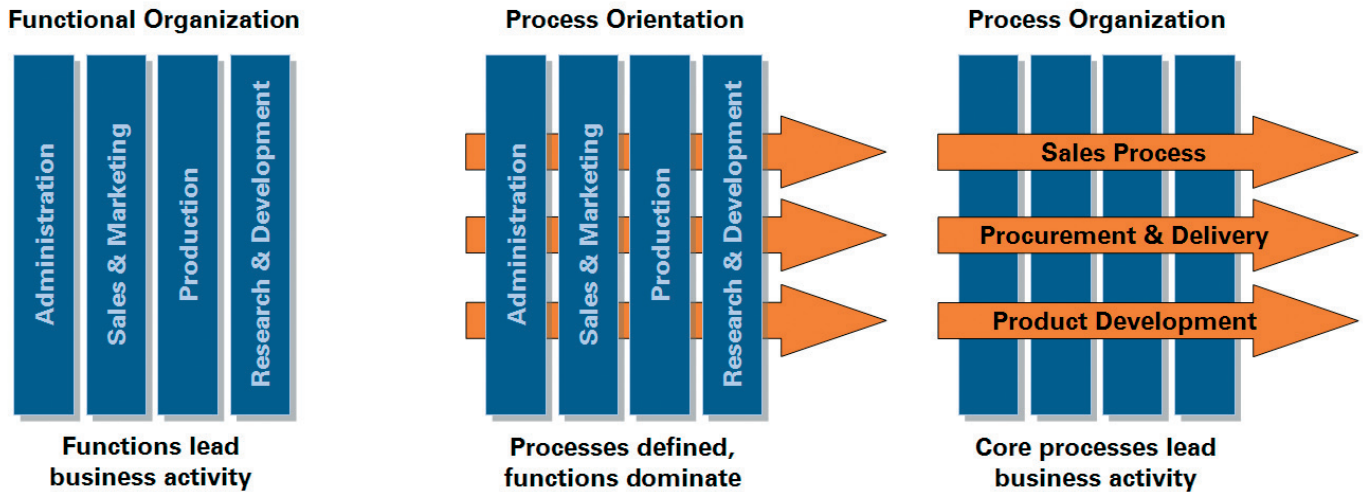 Functional Organization
Administration
Sales & Marketing
Production
Research & Development
Functions lead
business activity
Process Orientation
Administration
Sales & Marketing
Production
Research & Development
Processes defined,
functions dominate
Process Organization
Sales Process
Procurement & Delivery
Product Development
Core processes lead
business activity